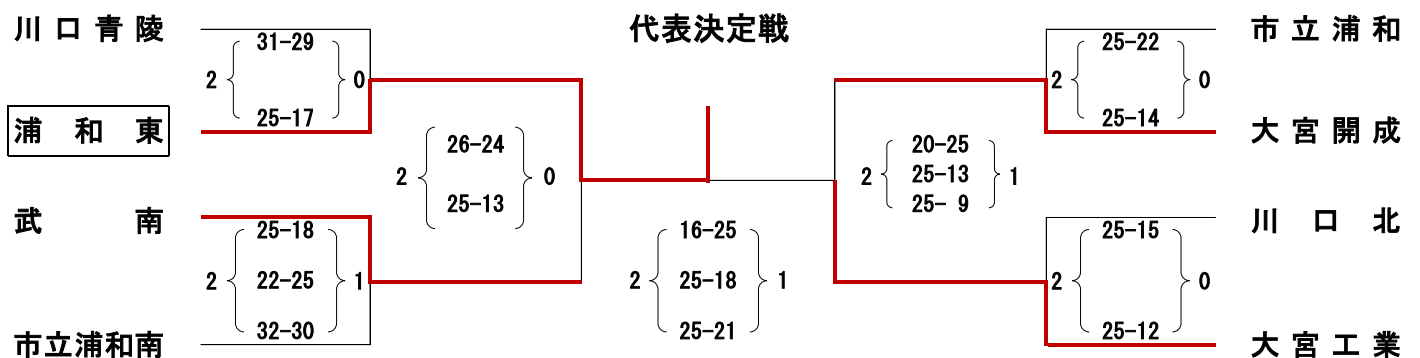 代表決定戦
川口青陵
31-29
2 0
25-17
浦和東
26-24
2 0
25-13
武南
25-18
2 22-25 1
32-30
市立浦和南
16-25
2 25-18 1
25-21
市立浦和
25-22
2 0
25-14
大宮開成
20-25
2 25-13 1
25- 9
川口北
25-15
2 0
25-12
大宮工業